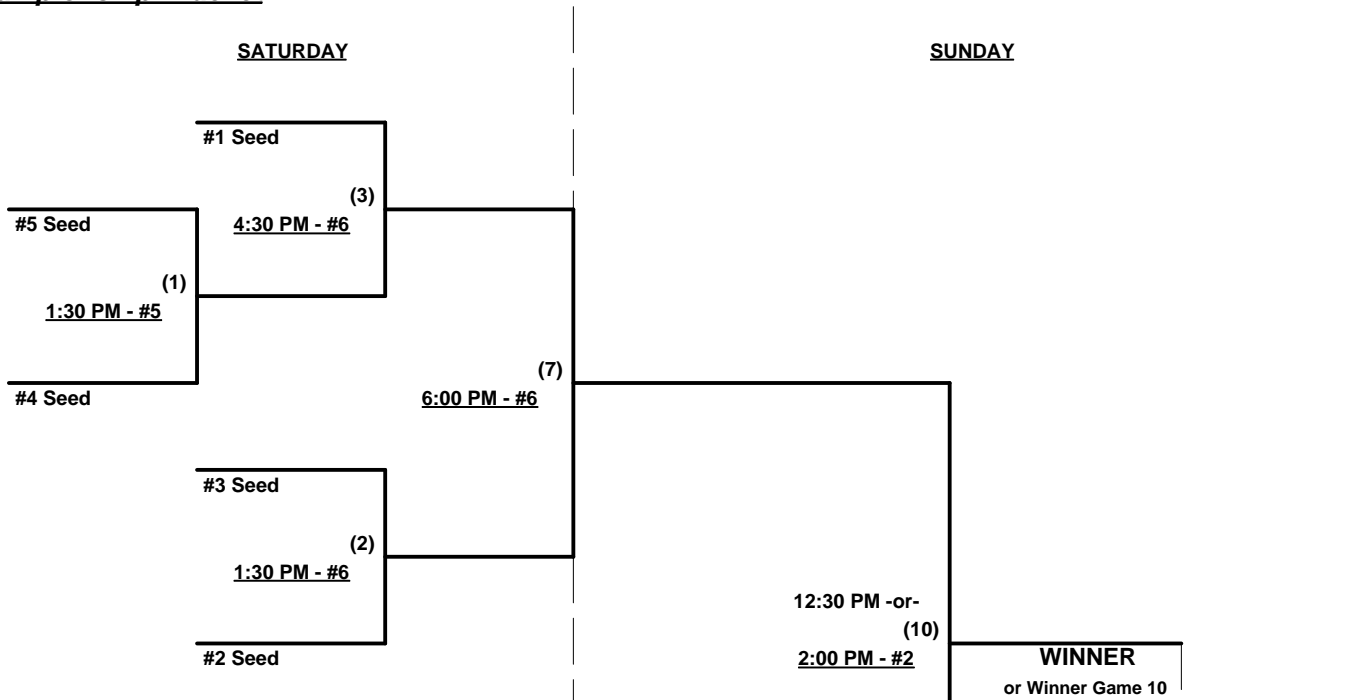 SATURDAY
SUNDAY
#1 Seed
(3)
#5 Seed
4:30 PM - #6
(1)
1:30 PM - #5
(7)
#4 Seed
6:00 PM - #6
#3 Seed
(2)
1:30 PM - #6
12:30 PM -or-
(10)
#2 Seed
2:00 PM - #2
WINNER
or Winner Game 10